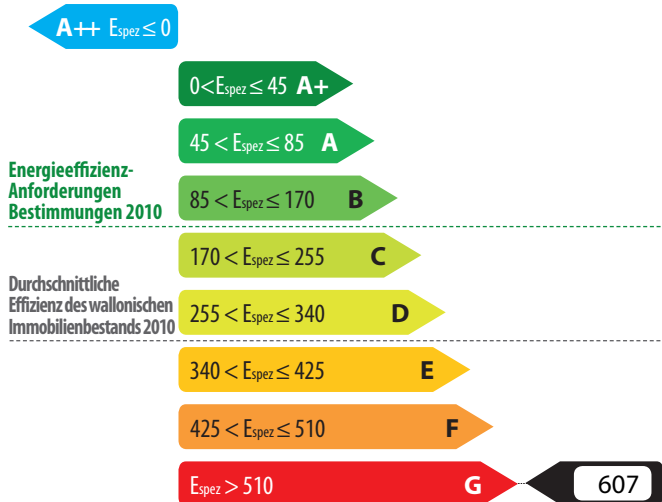 A++ Espez ≤ 0
0<Espez ≤ 45 A+
45 < Espez ≤ 85 A
Energieeffizienz-
Anforderungen
Bestimmungen 2010
85 < Espez ≤ 170 B
170 < Espez ≤ 255 C
Durchschnittliche
Effizienz des wallonischen
Immobilienbestands 2010
255 < Espez ≤ 340 D
340 < Espez ≤ 425 E
425 < Espez ≤ 510 F
Espez > 510 G 607